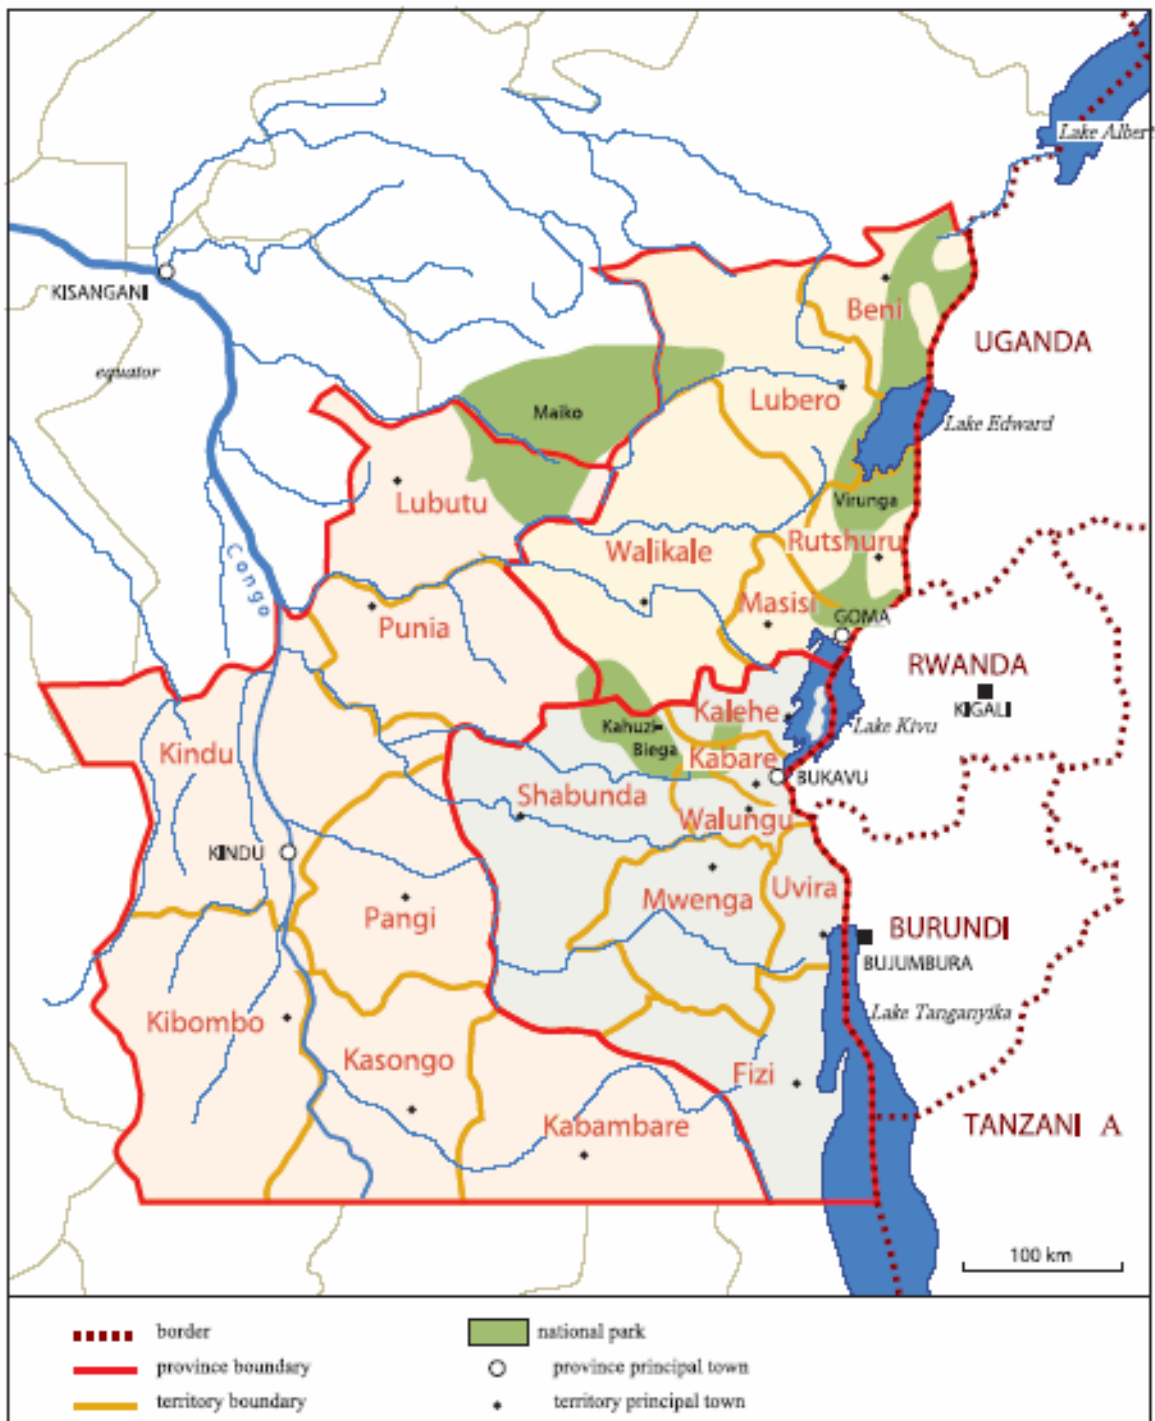 Lake Albert
KISANGANI
Beni
UGANDA
equator
Lubero
Maiko
Lake Edward
Lubutu
Virunga
Walikale
Rutshuru
Congo
Masisi
GOMA
Punia
RWANDA
KIGALI
Kalehe
Lake Kivu
Kahuzi-
Biega
Kindu
Kabare
BUKAVU
Shabunda
Walungu
KINDU
Uvira
Mwenga
Pangi
BURUNDI
BUJUMBURA
Lake Tanganyika
Kibombo
Kasongo
Fizi
Kabambare
TANZANI A
100 km
border
national park
province boundary
province principal town
territory boundary
territory principal town